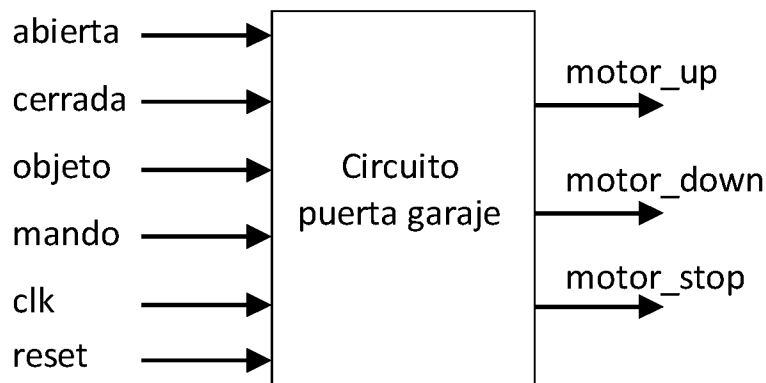 abierta
cerrada
objeto
mando
clk
reset
Circuito
puerta garaje
motor_up
motor_down
motor_stop